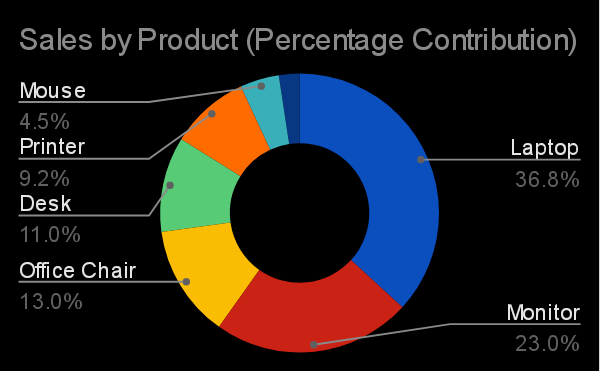 Sales by Product (Percentage Contribution)
Mouse
4.5%
Printer
9.2%
Desk
11.0%
Office Chair
13.0%
Laptop
36.8%
Monitor
23.0%